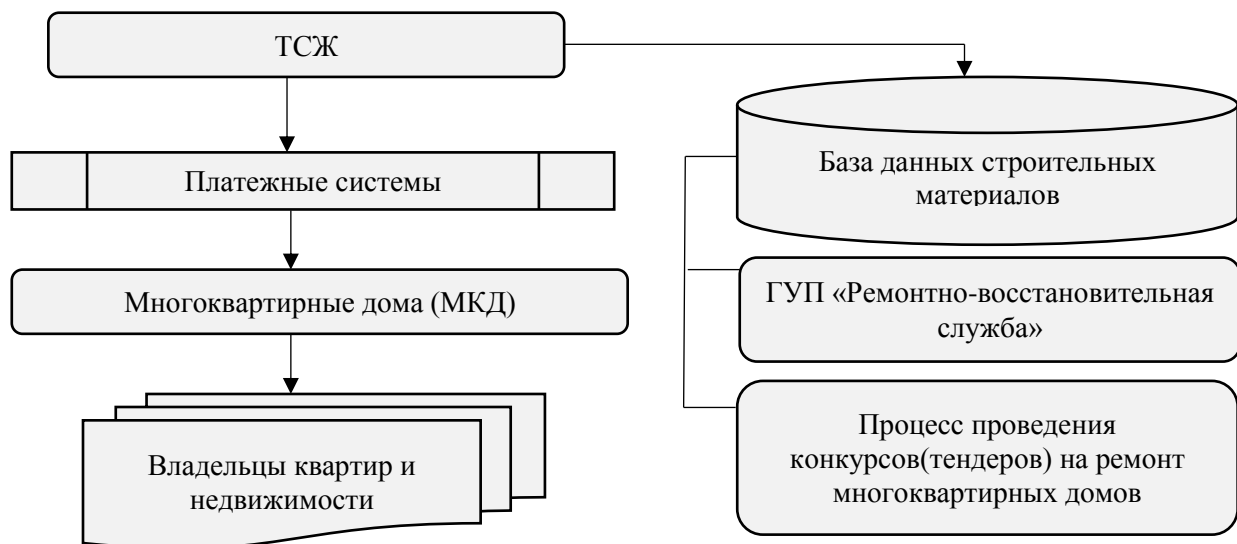 ТСЖ
Платежные системы
Многоквартирные дома (МКД)
Владельцы квартир и
недвижимости
База данных строительных
материалов
ГУП «Ремонтно-восстановительная
служба»
Процесс проведения
конкурсов(тендеров) на ремонт
многоквартирных домов